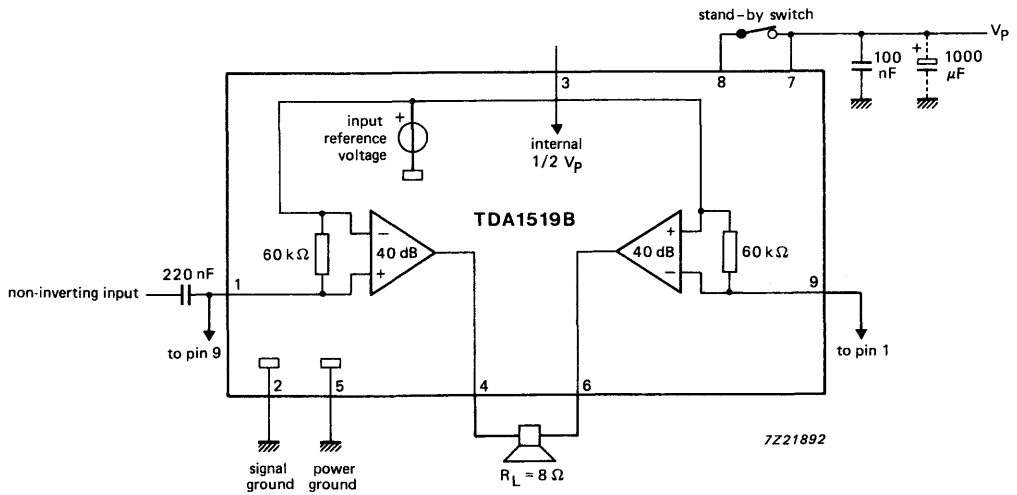 stand-by switch
V_P
8
7
100
nF
+
1000
µF
3
input
reference
voltage
+
internal
1/2 V_P
TDA1519B
60 kΩ
−
40 dB
+
+
40 dB
−
60 kΩ
220 nF
non-inverting input
1
9
to pin 9
to pin 1
2
5
4
6
signal
ground
power
ground
R_L = 8 Ω
7Z21892